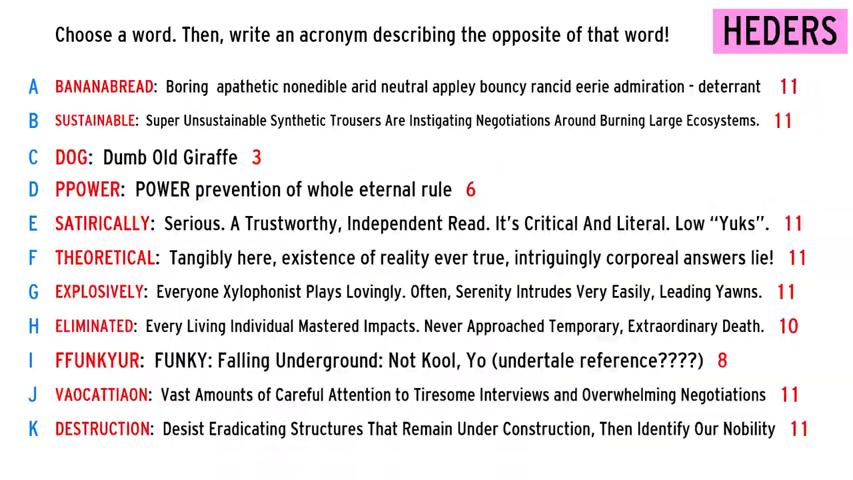 Choose a word. Then, write an acronym describing the opposite of that word!
HEDERS
A BANANABREAD: Boring apathetic nonedible arid neutral appley bouncy rancid eerie admiration - deterrant 11
B SUSTAINABLE: Super Unsustainable Synthetic Trousers Are Instigating Negotiations Around Burning Large Ecosystems. 11
C DOG: Dumb Old Giraffe 3
D PPOWER: POWER prevention of whole eternal rule 6
E SATIRICALLY: Serious. A Trustworthy, Independent Read. It's Critical And Literal. Low “Yuks”. 11
F THEORETICAL: Tangibly here, existence of reality ever true, intriguingly corporeal answers lie! 11
G EXPLOSIVELY: Everyone Xylophonist Plays Lovingly. Often, Serenity Intrudes Very Easily, Leading Yawns. 11
H ELIMINATED: Every Living Individual Mastered Impacts. Never Approached Temporary, Extraordinary Death. 10
I FFUNKYUR: FUNKY: Falling Underground: Not Kool, Yo (undertale reference????) 8
J VAOCATTIAON: Vast Amounts of Careful Attention to Tiresome Interviews and Overwhelming Negotiations 11
K DESTRUCTION: Desist Eradicating Structures That Remain Under Construction, Then Identify Our Nobility 11